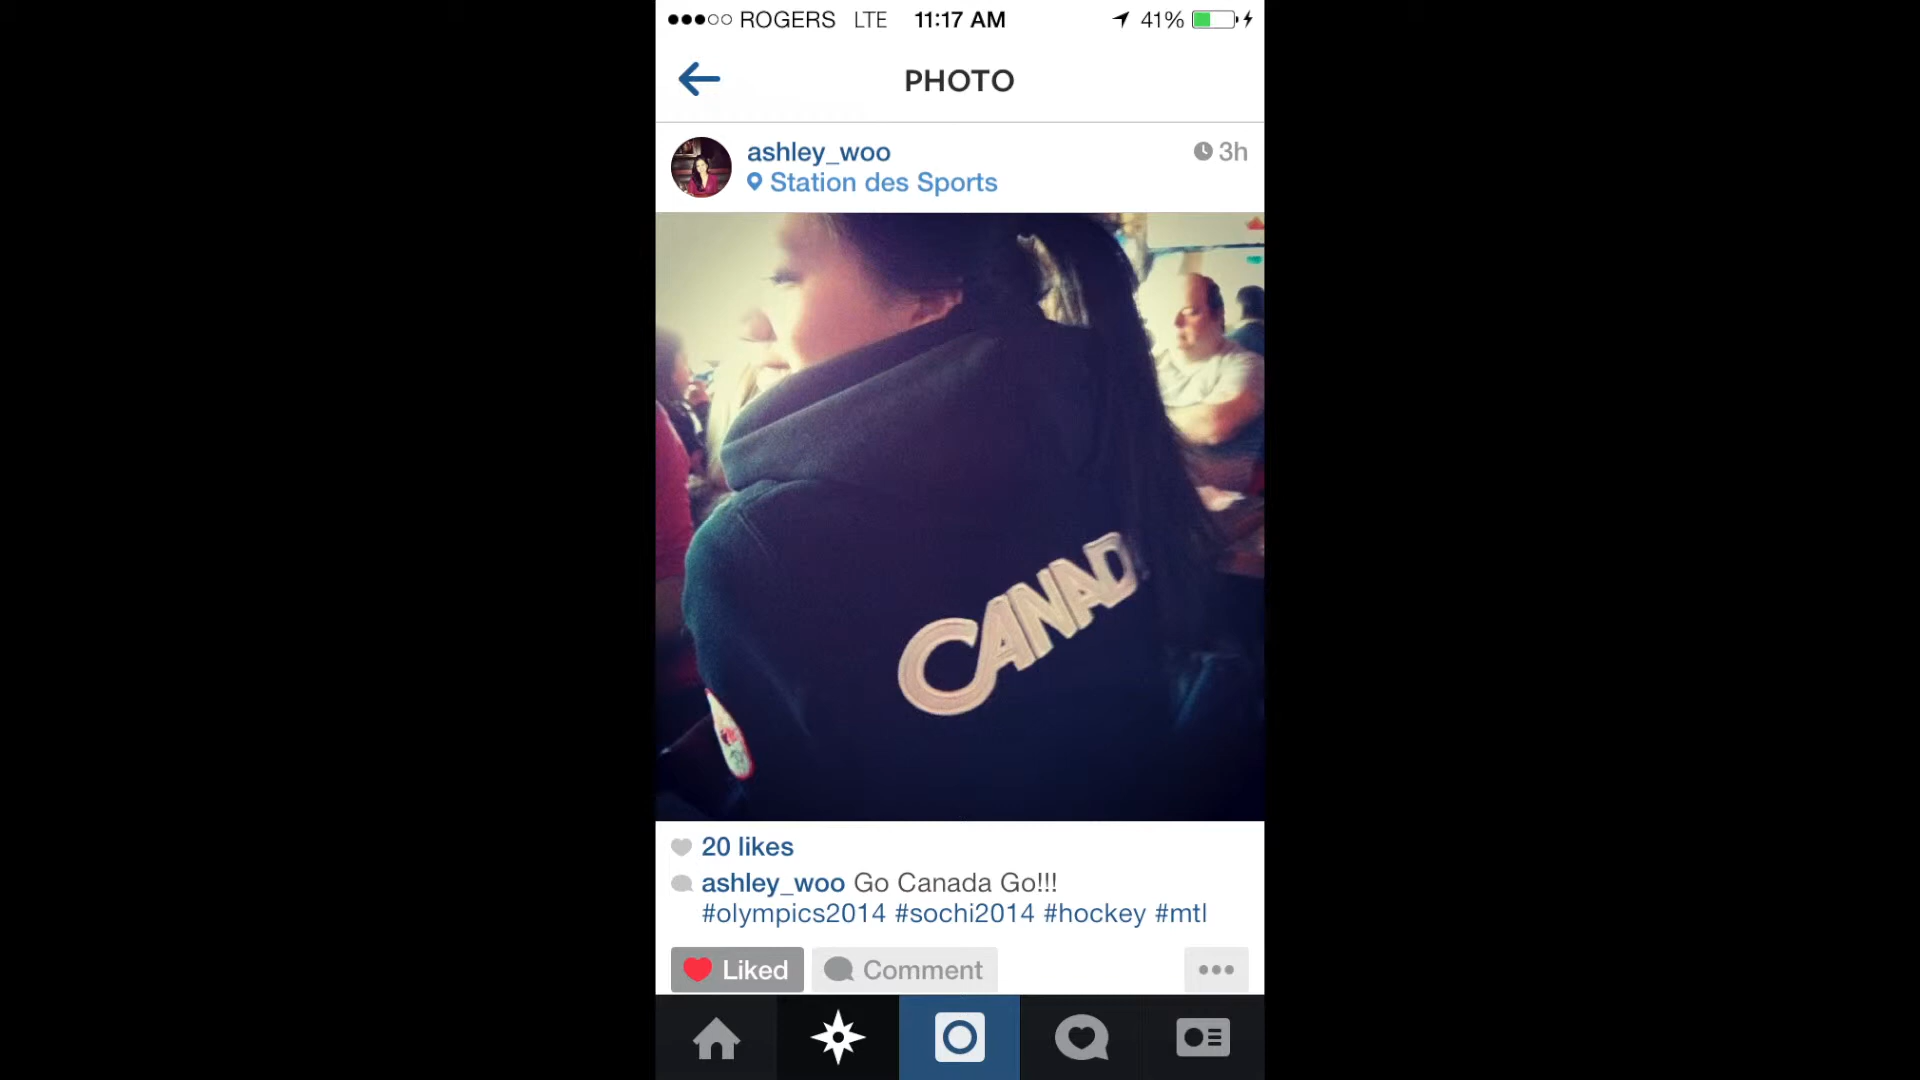 ROGERS LTE 11:17 AM 41%
PHOTO
ashley_woo 3h
Station des Sports
CANAD
20 likes
ashley_woo Go Canada Go!!!
#olympics2014 #sochi2014 #hockey #mtl
Liked Comment